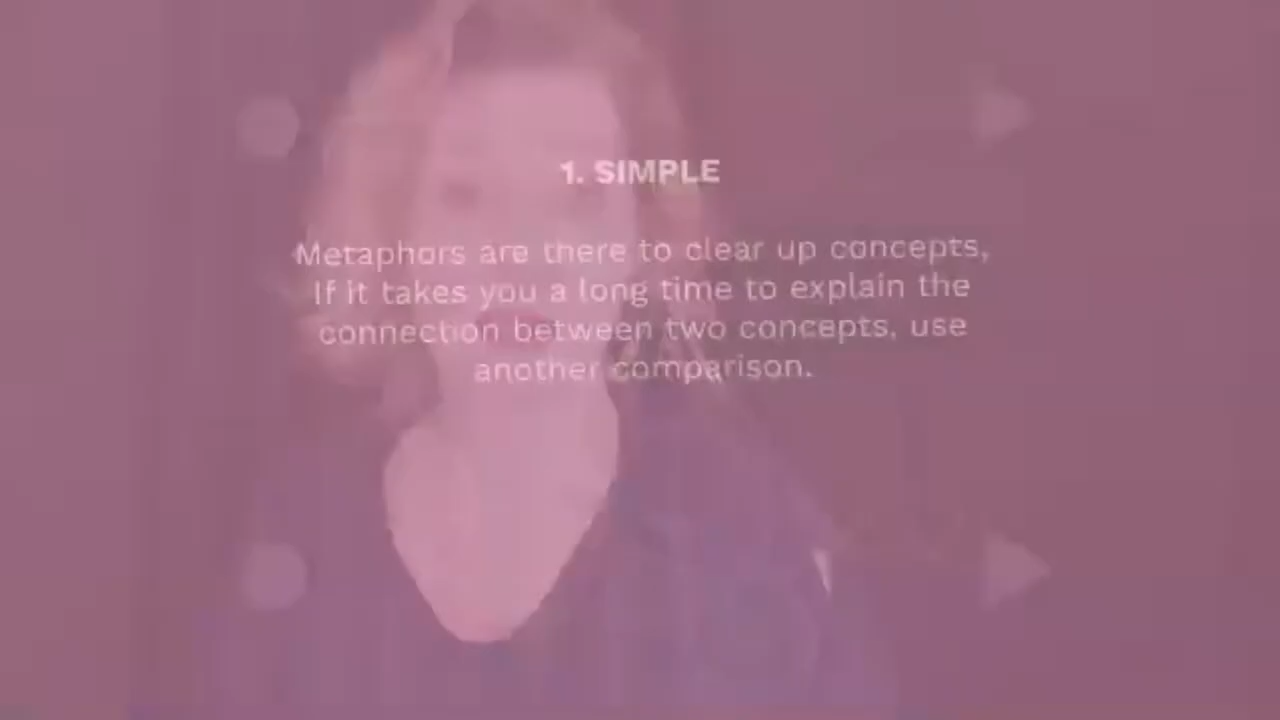 1. SIMPLE
Metaphors are there to clear up concepts,
If it takes you a long time to explain the
connection between two concepts, use
another comparison.